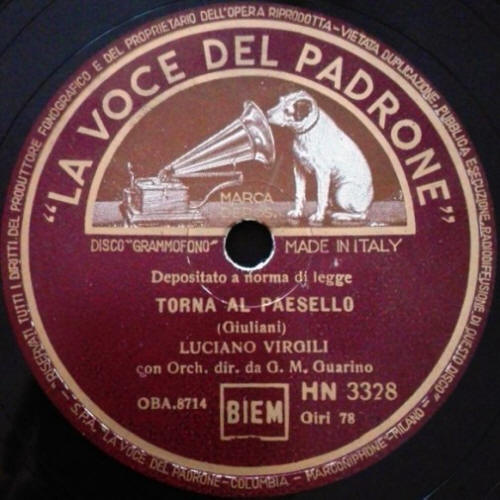 RISERVATI TUTTI I DIRITTI DEL PRODUTTORE FONOGRAFICO E DEL PROPRIETARIO DELL'OPERA RIPRODOTTA - VIETATA DUPLICAZIONE, PUBBLICA ESECUZIONE, RADIODIFFUSIONE DI QUESTO DISCO
"LA VOCE DEL PADRONE"
MARCA
DEPOS.
DISCO "GRAMMOFONO"
MADE IN ITALY
Depositato a norma di legge
TORNA AL PAESELLO
(Giuliani)
LUCIANO VIRGILI
con Orch. dir. da G. M. Guarino
OBA.8714
BIEM
HN 3328
Giri 78
S.P.A. "LA VOCE DEL PADRONE - COLUMBIA - MARCONIPHONE" - MILANO